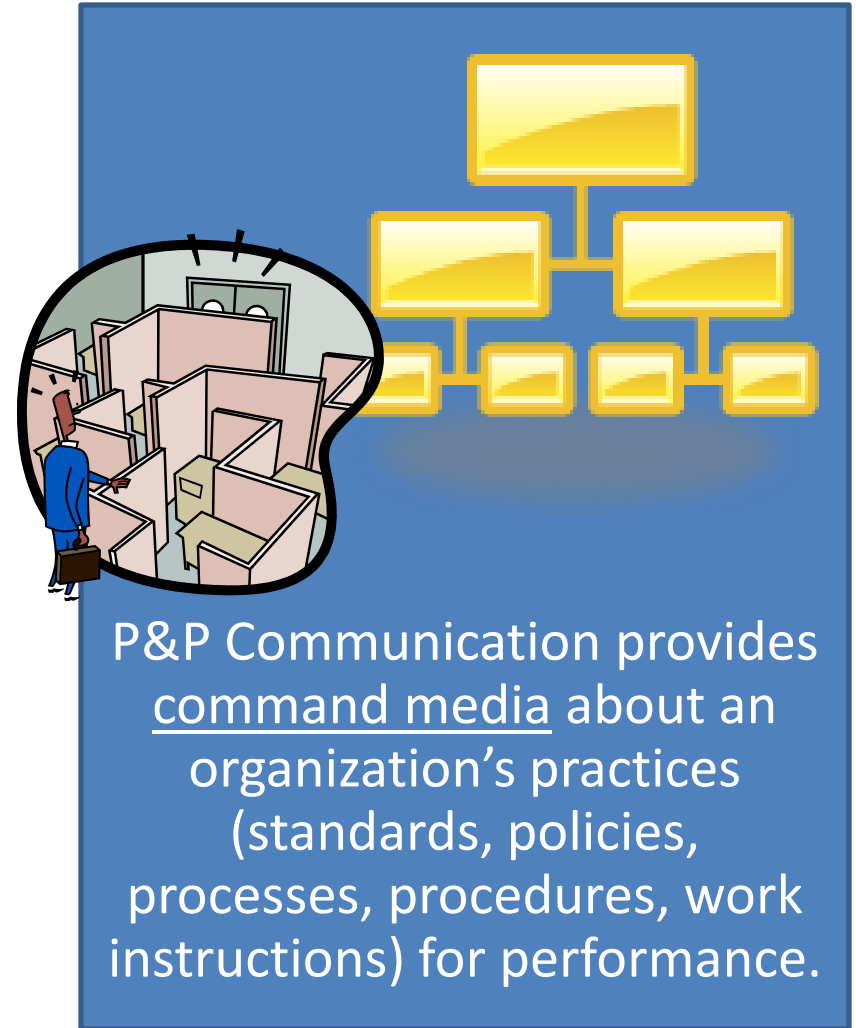 P&P Communication provides
command media about an
organization’s practices
(standards, policies,
processes, procedures, work
instructions) for performance.